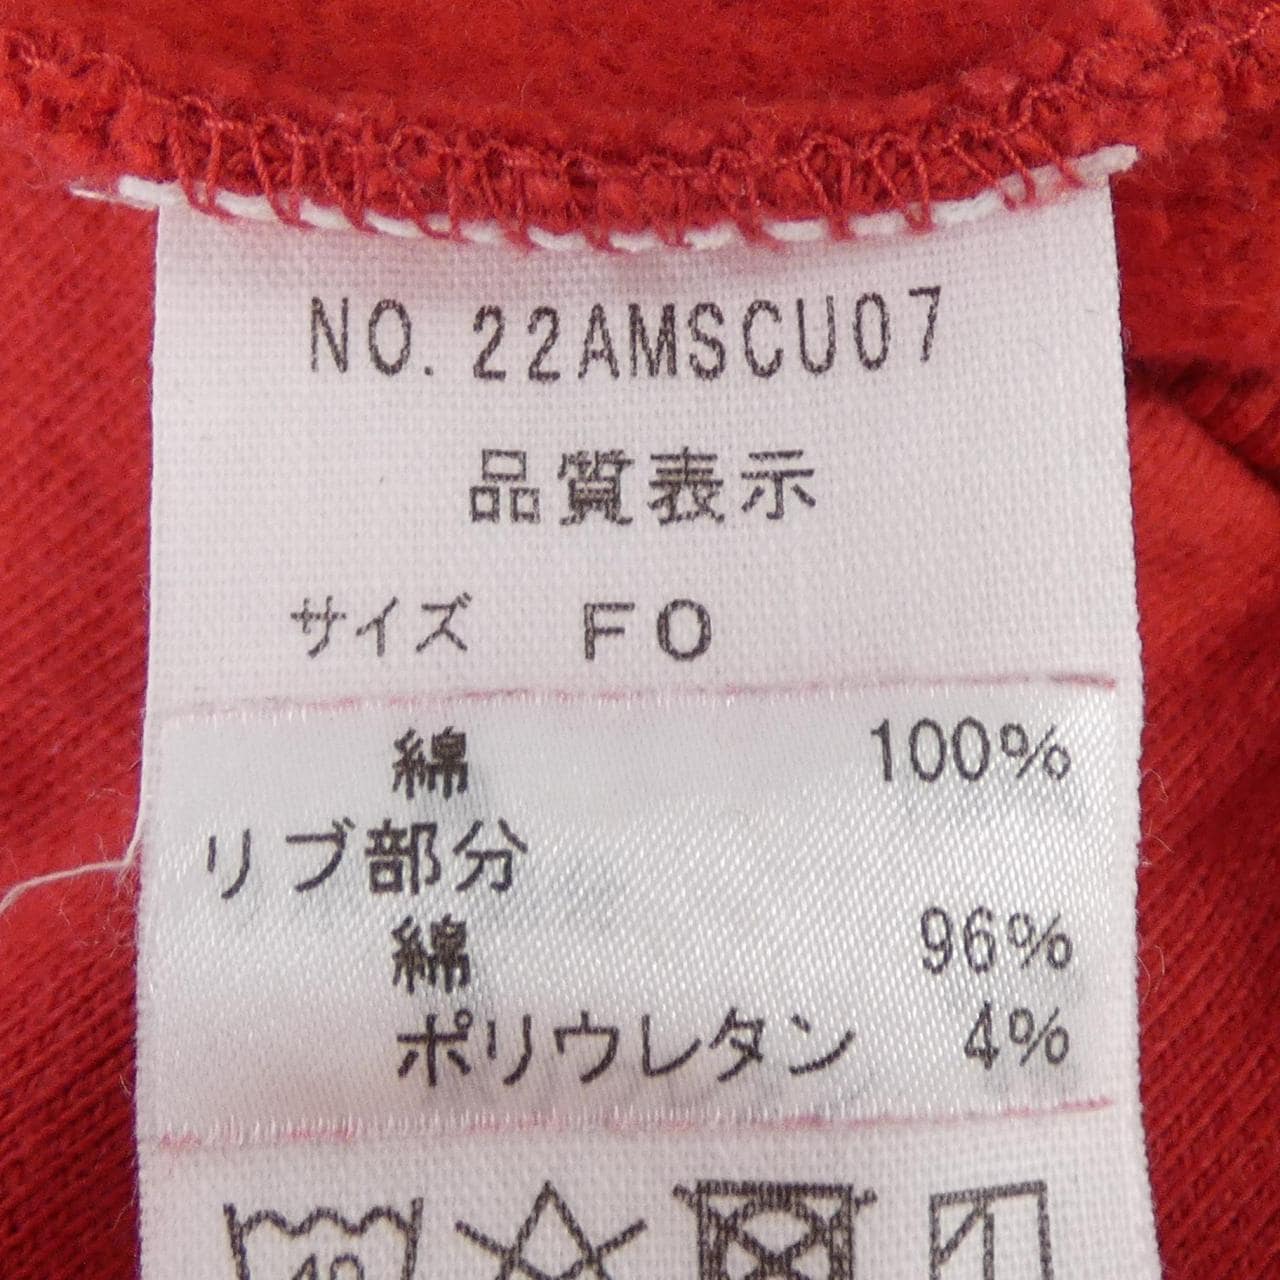 NO.22AMSCU07
品質表示
サイズ FO
綿 100%
リブ部分
綿 96%
ポリウレタン 4%
40